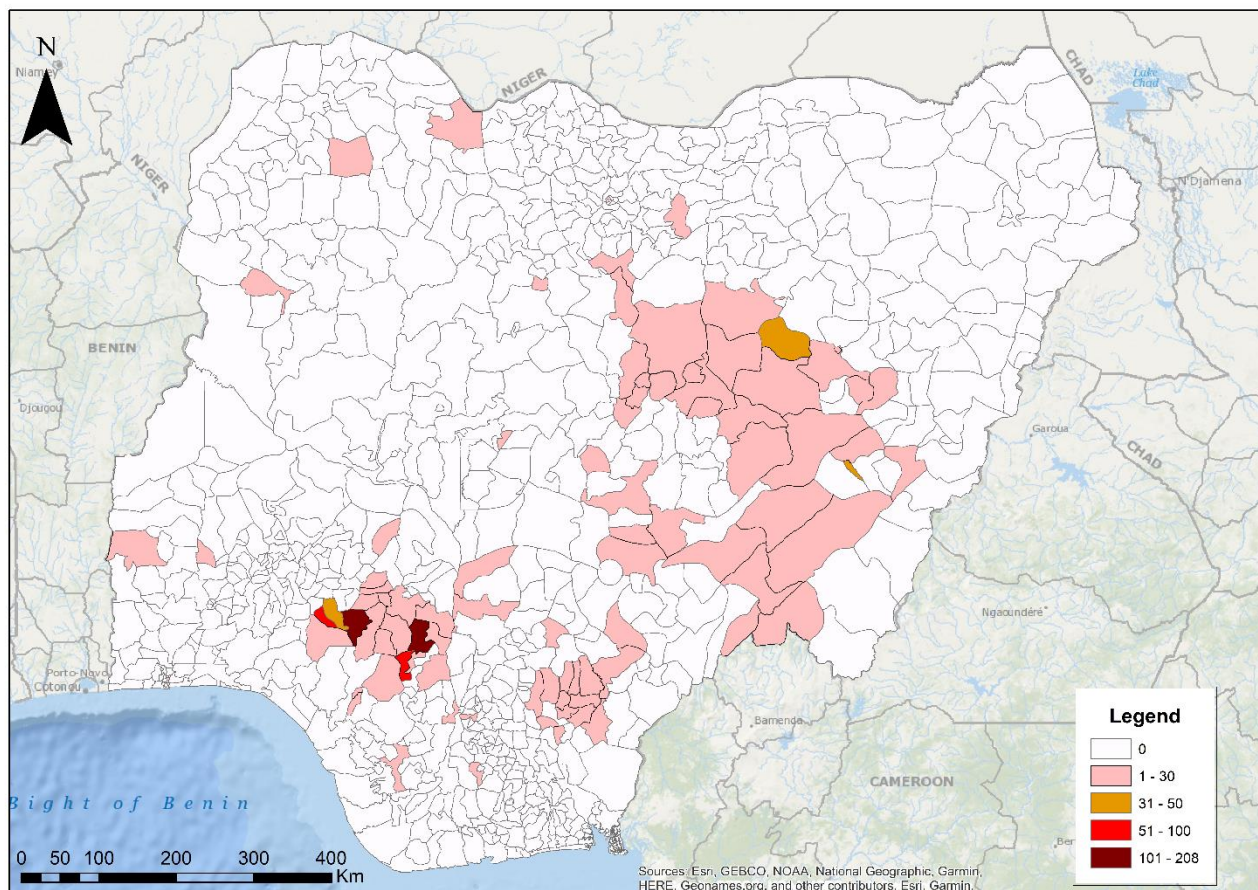 N
Niamey
NIGER
CHAD
Lake
Chad
NIGER
N'Djamena
BENIN
Djougou
Garoua
CHAD
Ngaoundéré
Porto-Novo
Cotonou
Bamenda
CAMEROON
Bight of Benin
0 50 100 200 300 400
Km
Legend
0
1 - 30
31 - 50
51 - 100
101 - 208
Sources: Esri, GEBCO, NOAA, National Geographic, Garmin,
HERE, Geonames.org, and other contributors, Esri, Garmin,